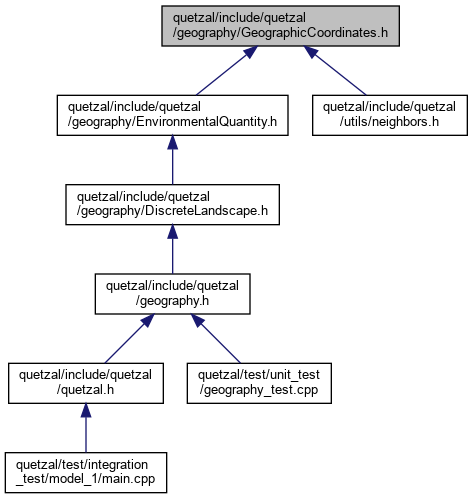 quetzal/include/quetzal
/geography/GeographicCoordinates.h
quetzal/include/quetzal
/geography/EnvironmentalQuantity.h
quetzal/include/quetzal
/utils/neighbors.h
quetzal/include/quetzal
/geography/DiscreteLandscape.h
quetzal/include/quetzal
/geography.h
quetzal/include/quetzal
/quetzal.h
quetzal/test/unit_test
/geography_test.cpp
quetzal/test/integration
_test/model_1/main.cpp